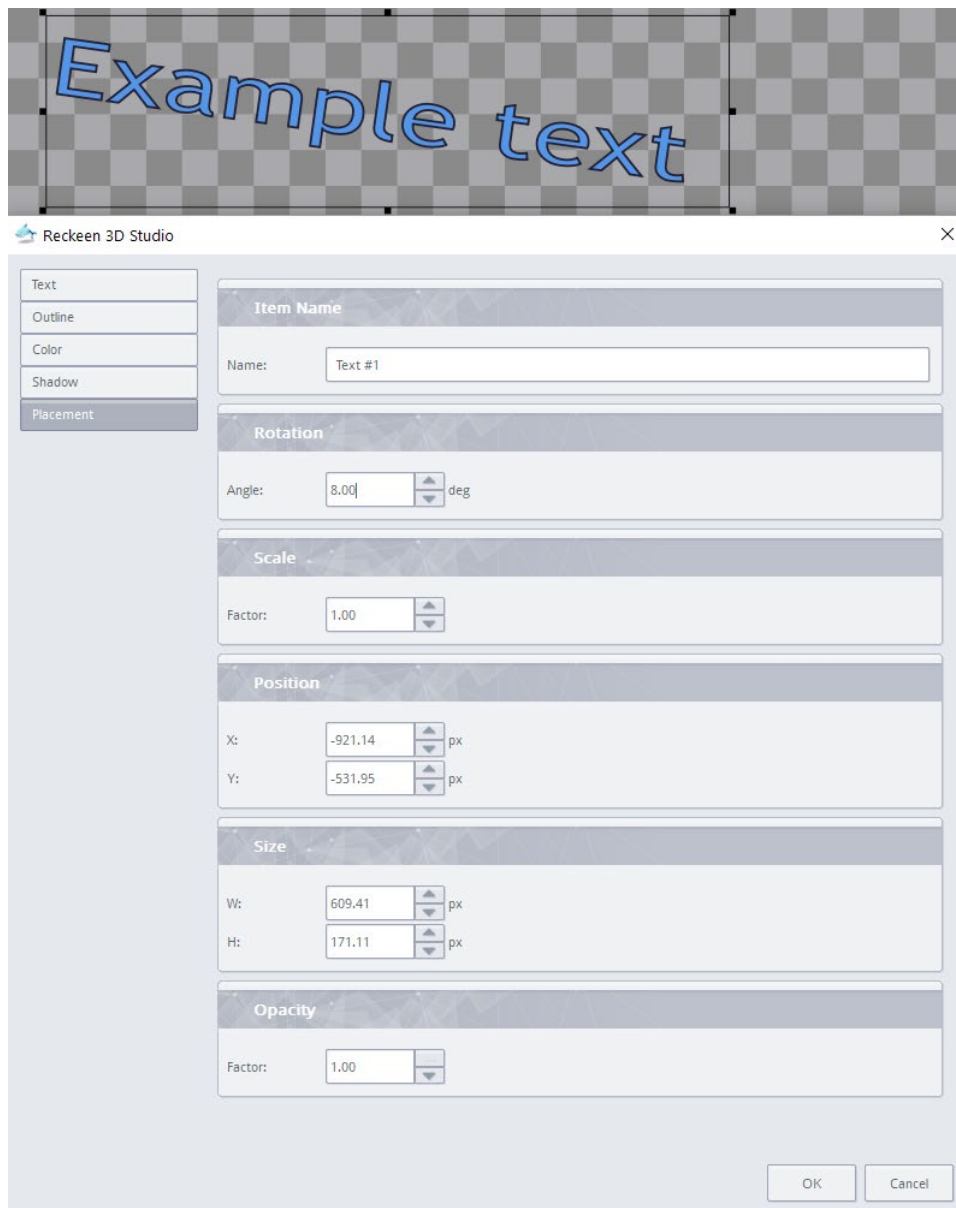 Example text
Reckeen 3D Studio
Text
Outline
Color
Shadow
Placement
Item Name
Name: Text #1
Rotation
Angle: 8.00 deg
Scale
Factor: 1.00
Position
X: -921.14 px
Y: -531.95 px
Size
W: 609.41 px
H: 171.11 px
Opacity
Factor: 1.00
OK Cancel